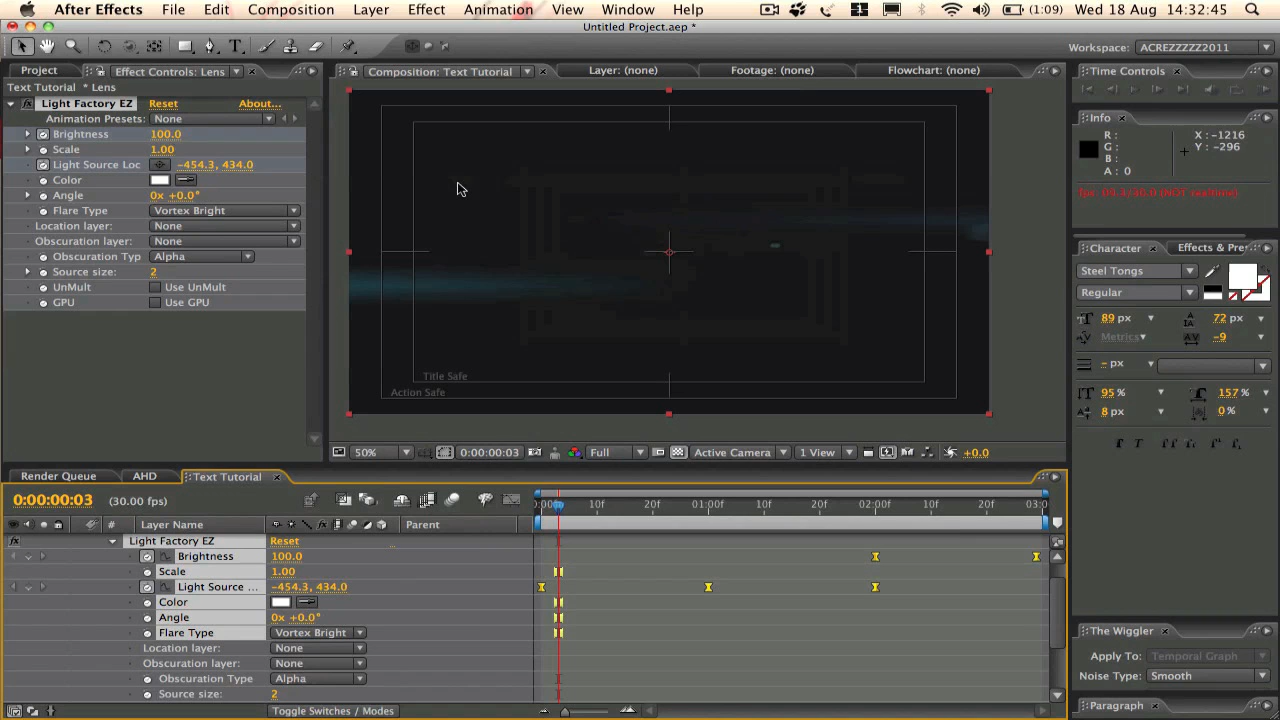 After Effects File Edit Composition Layer Effect Animation View Window Help (1:09) Wed 18 Aug 14:32:45
Untitled Project.aep *
Workspace: ACREZZZZZ2011
Project Effect Controls: Lens
Composition: Text Tutorial Layer: (none) Footage: (none) Flowchart: (none)
Time Controls
Text Tutorial * Lens
Light Factory EZ Reset About...
Animation Presets: None
Brightness 100.0
Scale 1.00
Light Source Loc -454.3, 434.0
Color
Angle 0x +0.0°
Flare Type Vortex Bright
Location layer: None
Obscuration layer: None
Obscuration Typ Alpha
Source size: 2
UnMult Use UnMult
GPU Use GPU
Title Safe
Action Safe
50% 0:00:00:03 Full Active Camera 1 View +0.0
Info
R : X : -1216
G : Y : -296
B :
A : 0
Character Effects & Pre
Steel Tongs
Regular
89 px 72 px
Metrics -9
- px
95 % 157 %
8 px 0 %
T T TT Tt T¹ T₁
The Wiggler
Apply To: Temporal Graph
Noise Type: Smooth
Paragraph
Render Queue AHD Text Tutorial
0:00:00:03 (30.00 fps)
0:00f 10f 20f 01:00 10f 20f 02:00 10f 20f 03:0
# Layer Name Parent
Light Factory EZ Reset
Brightness 100.0
Scale 1.00
Light Source ... -454.3, 434.0
Color
Angle 0x +0.0°
Flare Type Vortex Bright
Location layer: None
Obscuration layer: None
Obscuration Type Alpha
Source size: 2
Toggle Switches / Modes